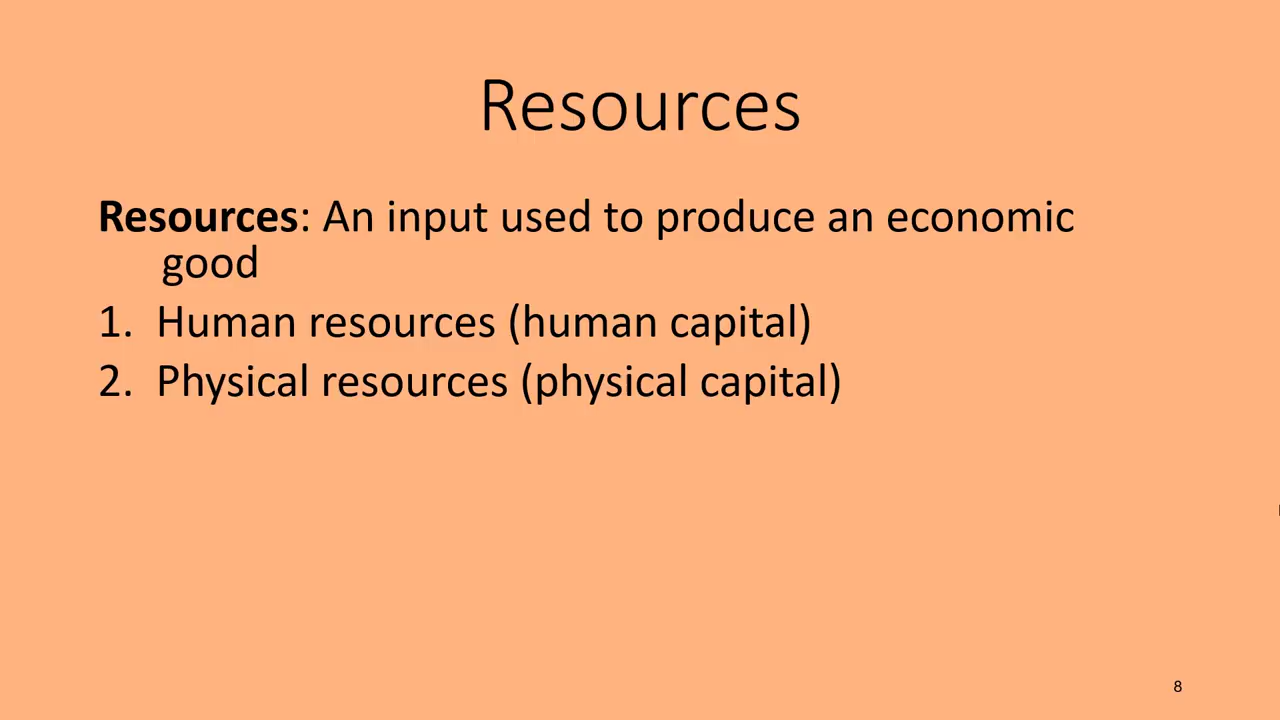 Resources
Resources: An input used to produce an economic
good
1. Human resources (human capital)
2. Physical resources (physical capital)
8